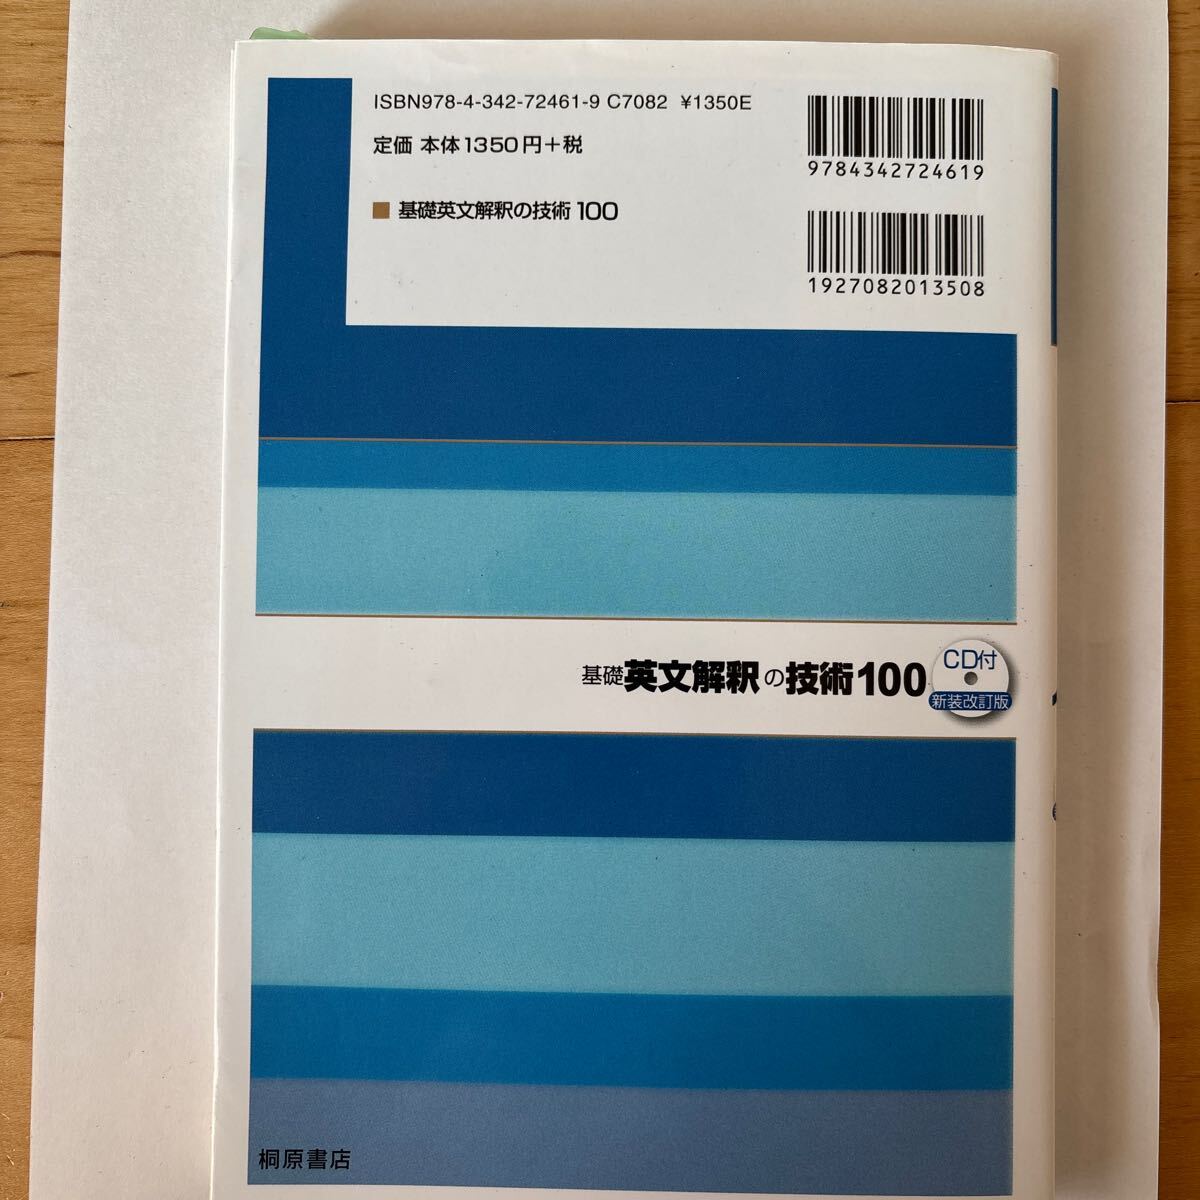 ISBN978-4-342-72461-9 C7082 ¥1350E
定価 本体1350円+税
9784342724619
■ 基礎英文解釈の技術 100
1927082013508
基礎 英文解釈の技術100
CD付
新装改訂版
桐原書店